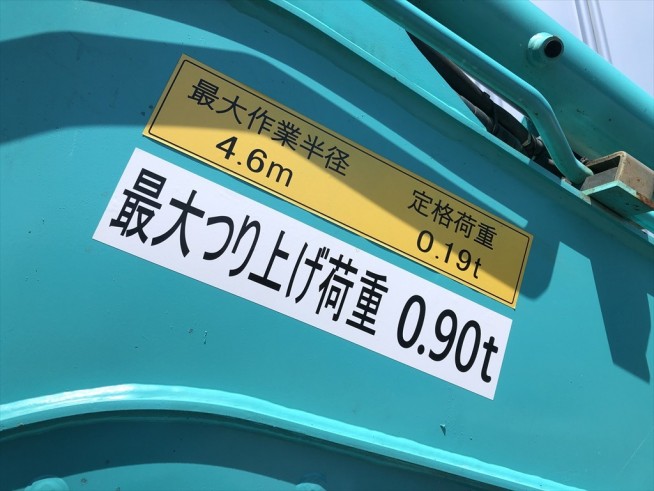 最大作業半径
4.6m
定格荷重
0.19t
最大つり上げ荷重 0.90t